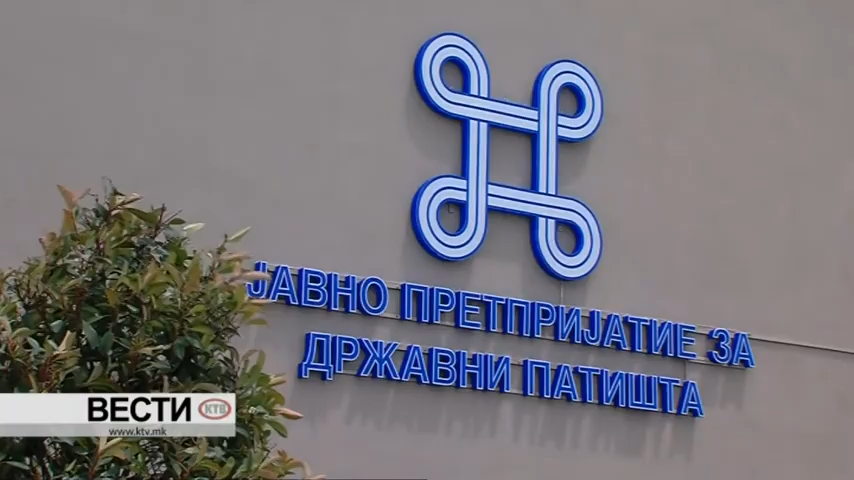 ЈАВНО ПРЕТПРИЈАТИЕ ЗА
ДРЖАВНИ ПАТИШТА
ВЕСТИ КТВ
www.ktv.mk